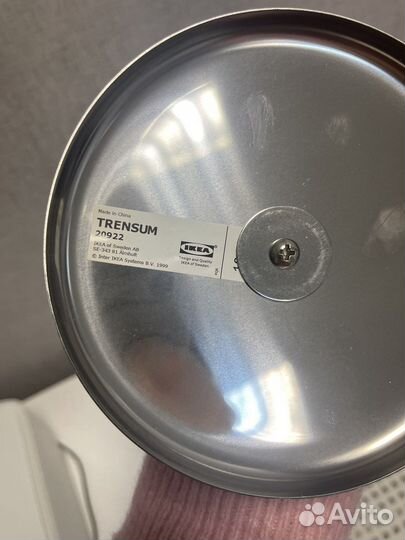 Made in China
TRENSUM
20922
IKEA of Sweden AB
SE-343 81 Älmhult
© Inter IKEA Systems B.V. 1999
IKEA
Design and Quality
IKEA of Sweden
Avito